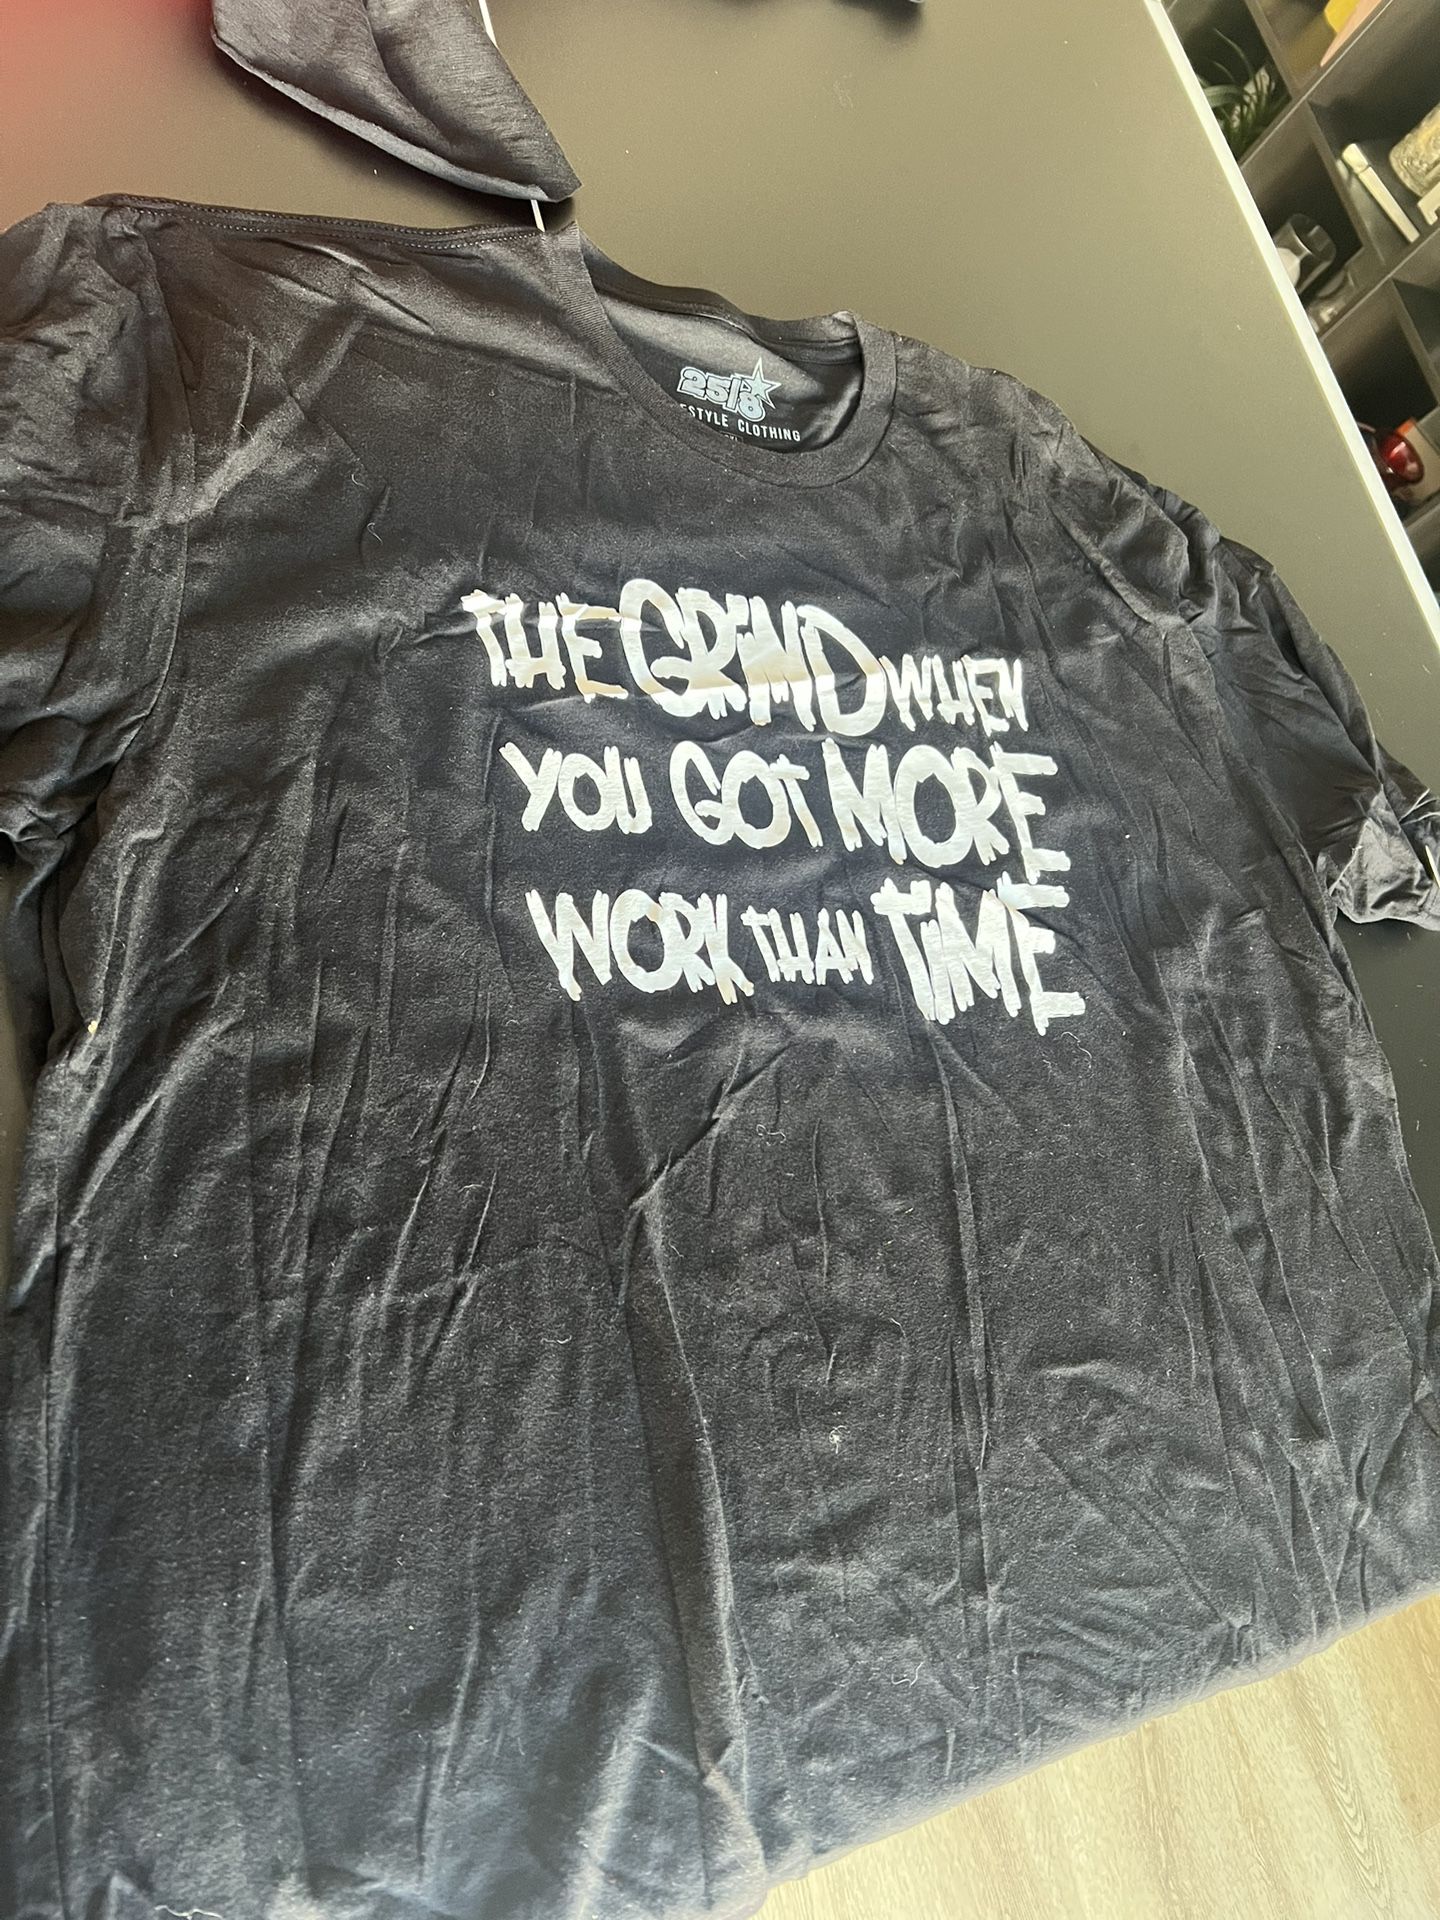 25/8
STYLE CLOTHING
THE GRIND WHEN
YOU GOT MORE
WORK THAN TIME